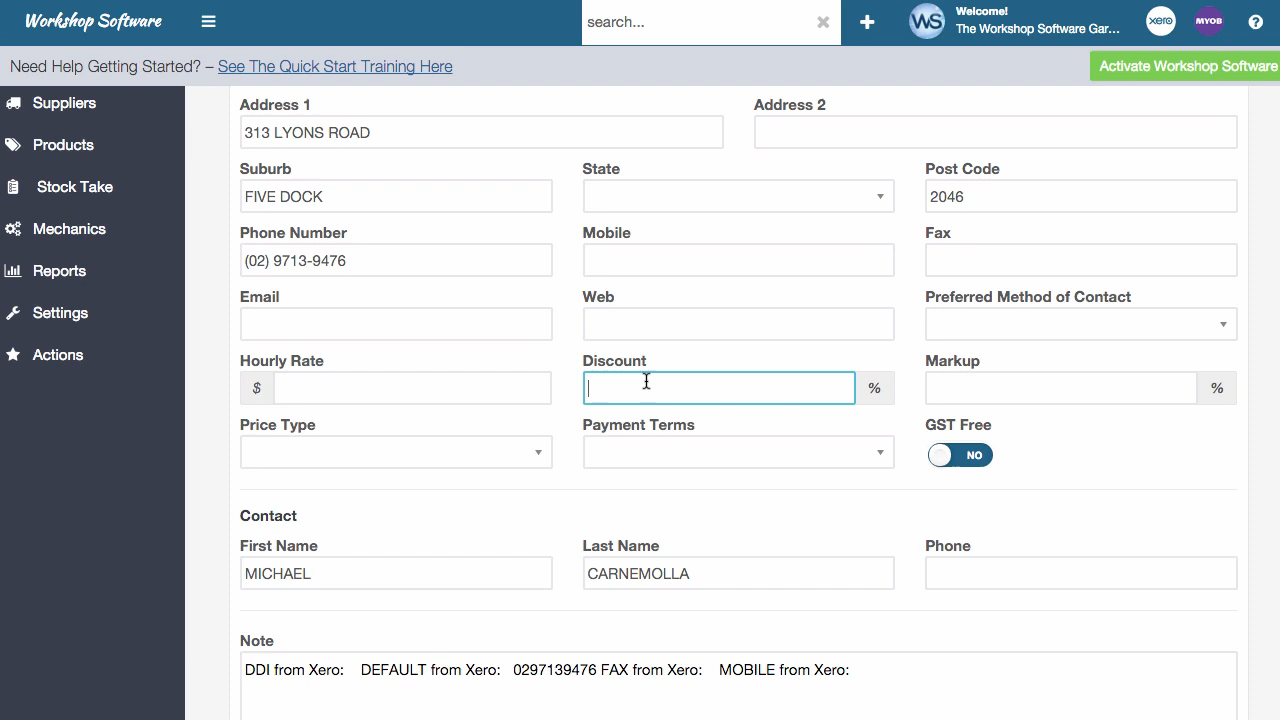 Workshop Software
search...
WS
Welcome!
The Workshop Software Gar...
xero
MYOB
?
Need Help Getting Started? – See The Quick Start Training Here
Activate Workshop Software
Suppliers
Products
Stock Take
Mechanics
Reports
Settings
Actions
Address 1
Address 2
313 LYONS ROAD
Suburb
State
Post Code
FIVE DOCK
2046
Phone Number
Mobile
Fax
(02) 9713-9476
Email
Web
Preferred Method of Contact
Hourly Rate
Discount
Markup
$
%
%
Price Type
Payment Terms
GST Free
NO
Contact
First Name
Last Name
Phone
MICHAEL
CARNEMOLLA
Note
DDI from Xero: DEFAULT from Xero: 0297139476 FAX from Xero: MOBILE from Xero: